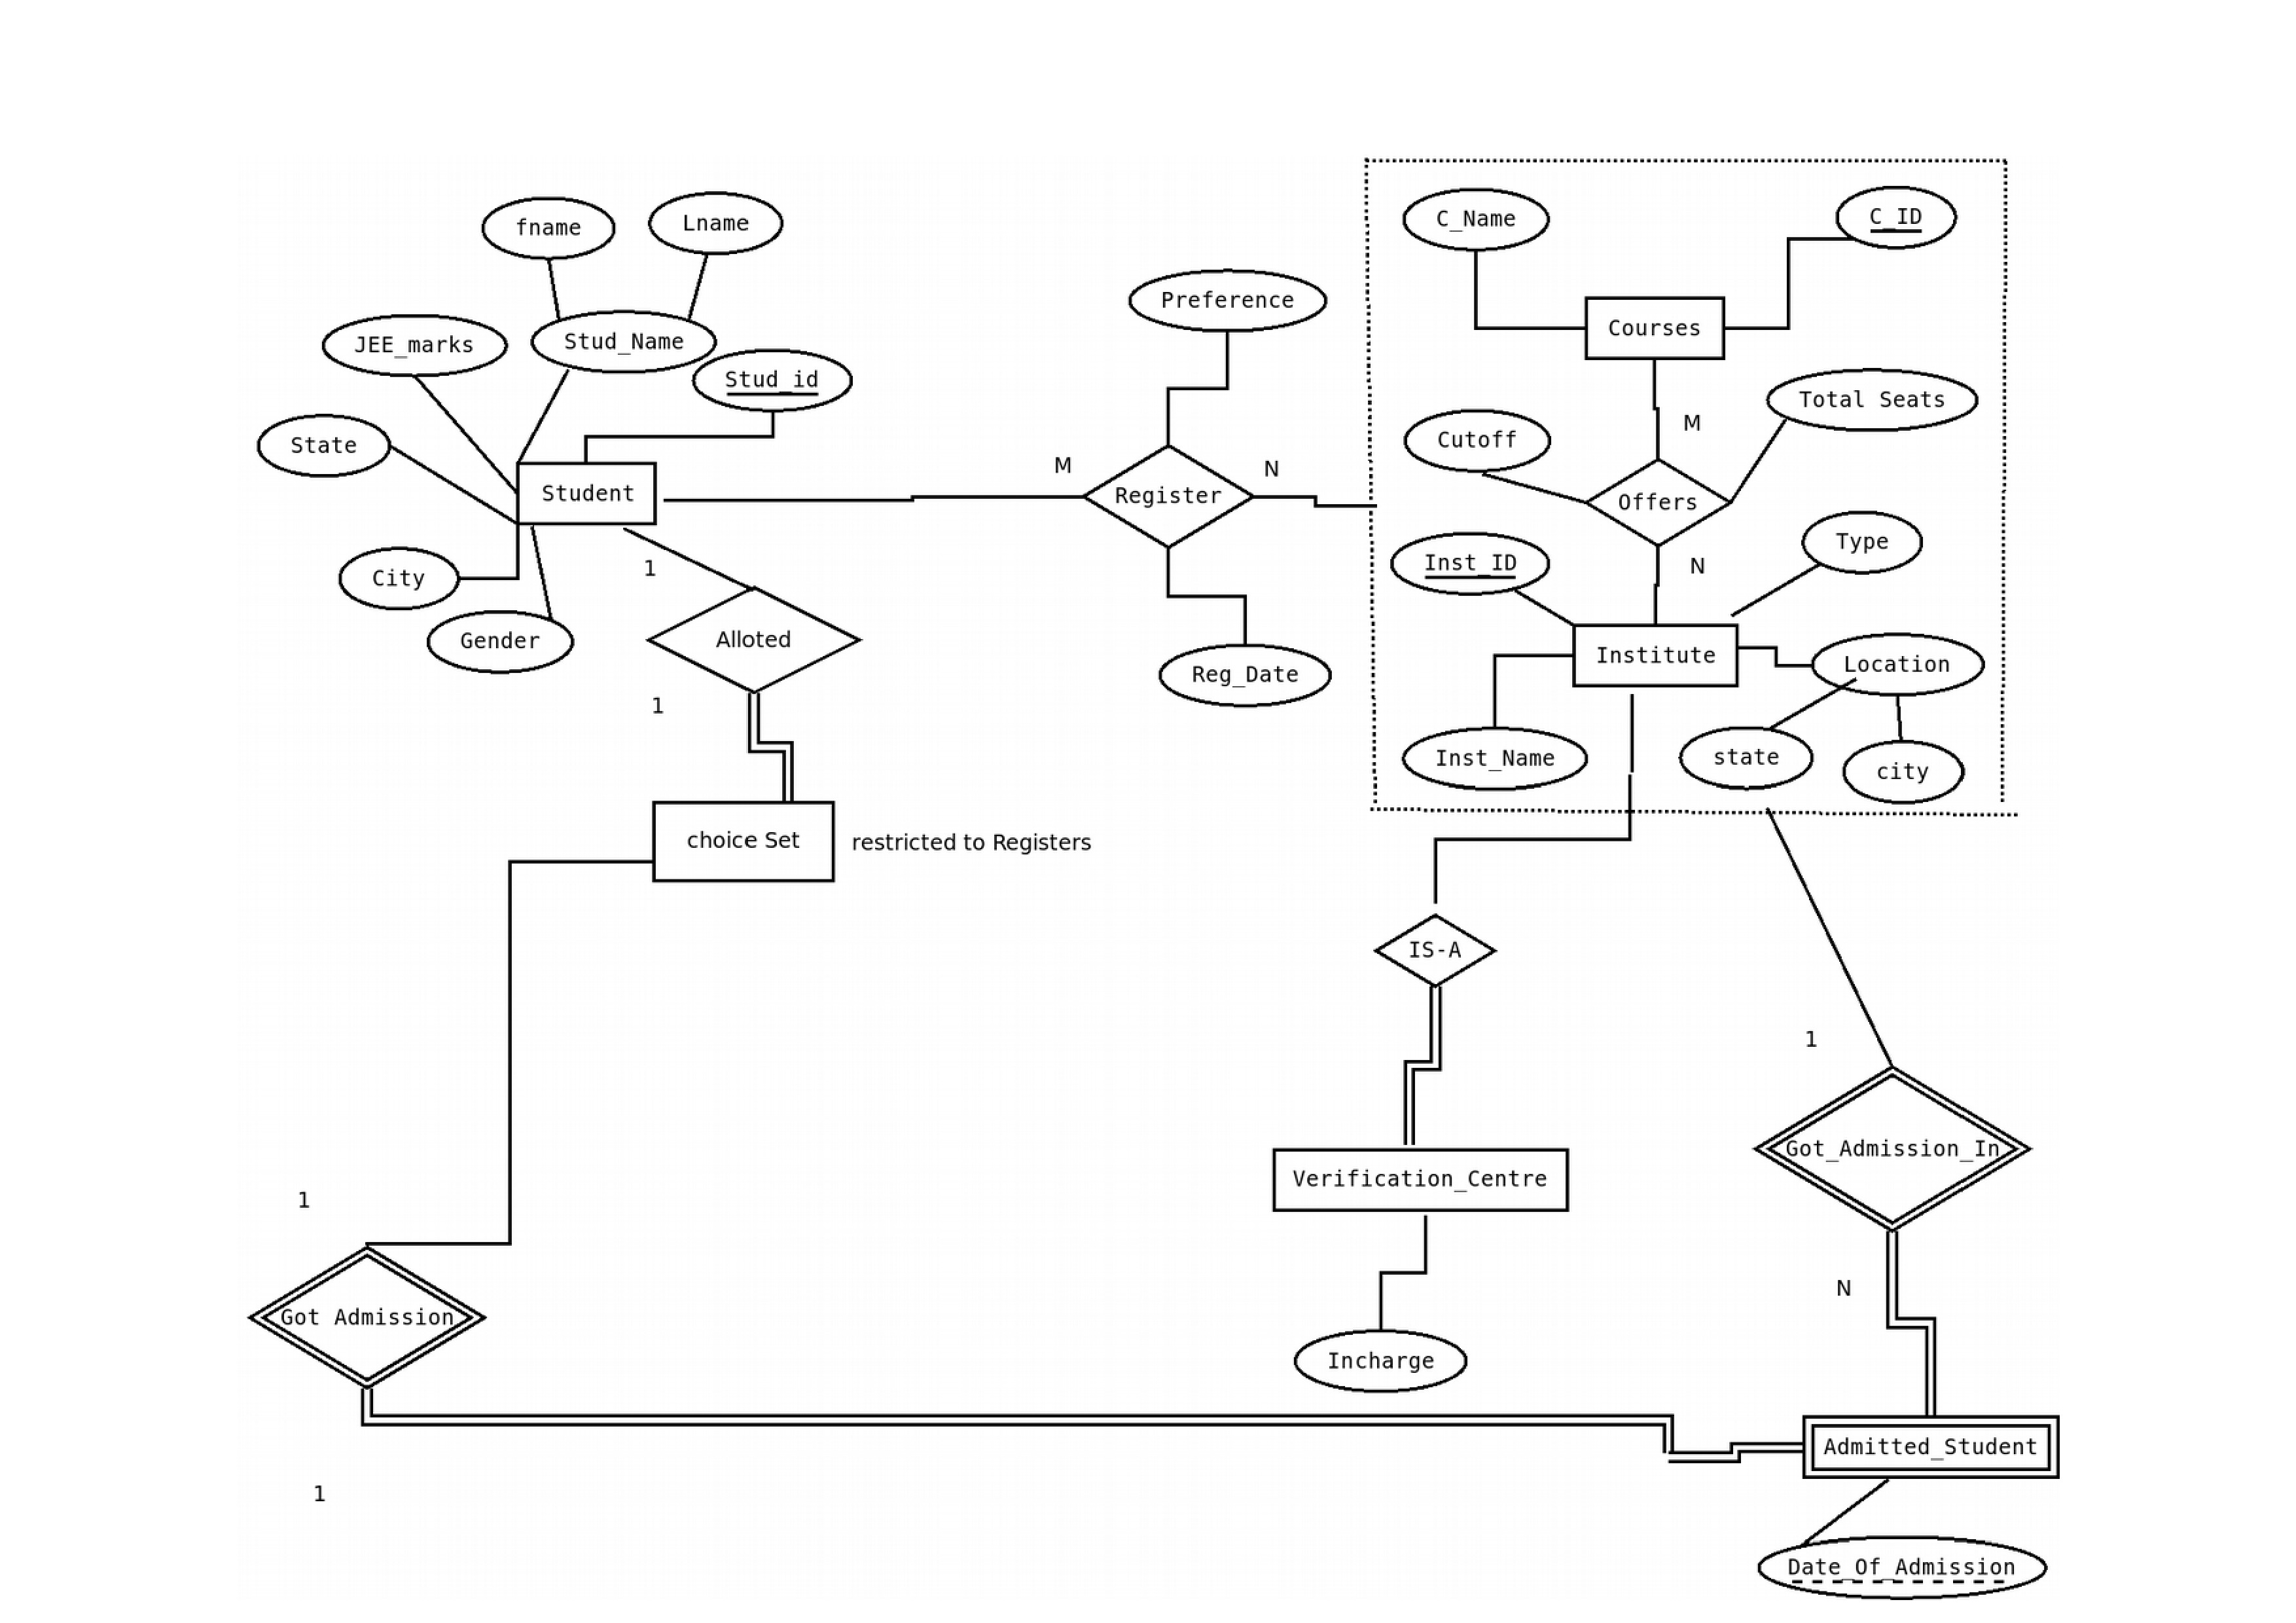 fname
Lname
C_Name
C_ID
Preference
Courses
JEE_marks
Stud_Name
Stud_id
Total Seats
M
Cutoff
State
M
N
Student
Register
Offers
Type
Inst_ID
N
1
City
Gender
Alloted
Institute
Location
Reg_Date
1
Inst_Name
state
city
choice Set
restricted to Registers
IS-A
1
Got_Admission_In
Verification_Centre
1
N
Got Admission
Incharge
Admitted_Student
1
Date_Of_Admission